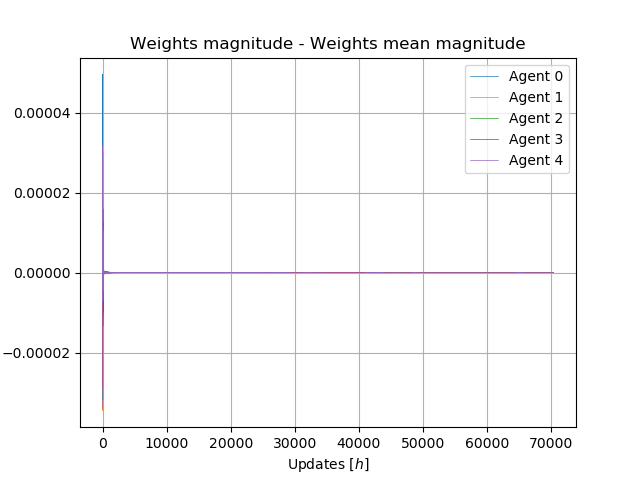 Weights magnitude - Weights mean magnitude
Agent 0
Agent 1
Agent 2
Agent 3
Agent 4
0.00004
0.00002
0.00000
−0.00002
0 10000 20000 30000 40000 50000 60000 70000
Updates [h]